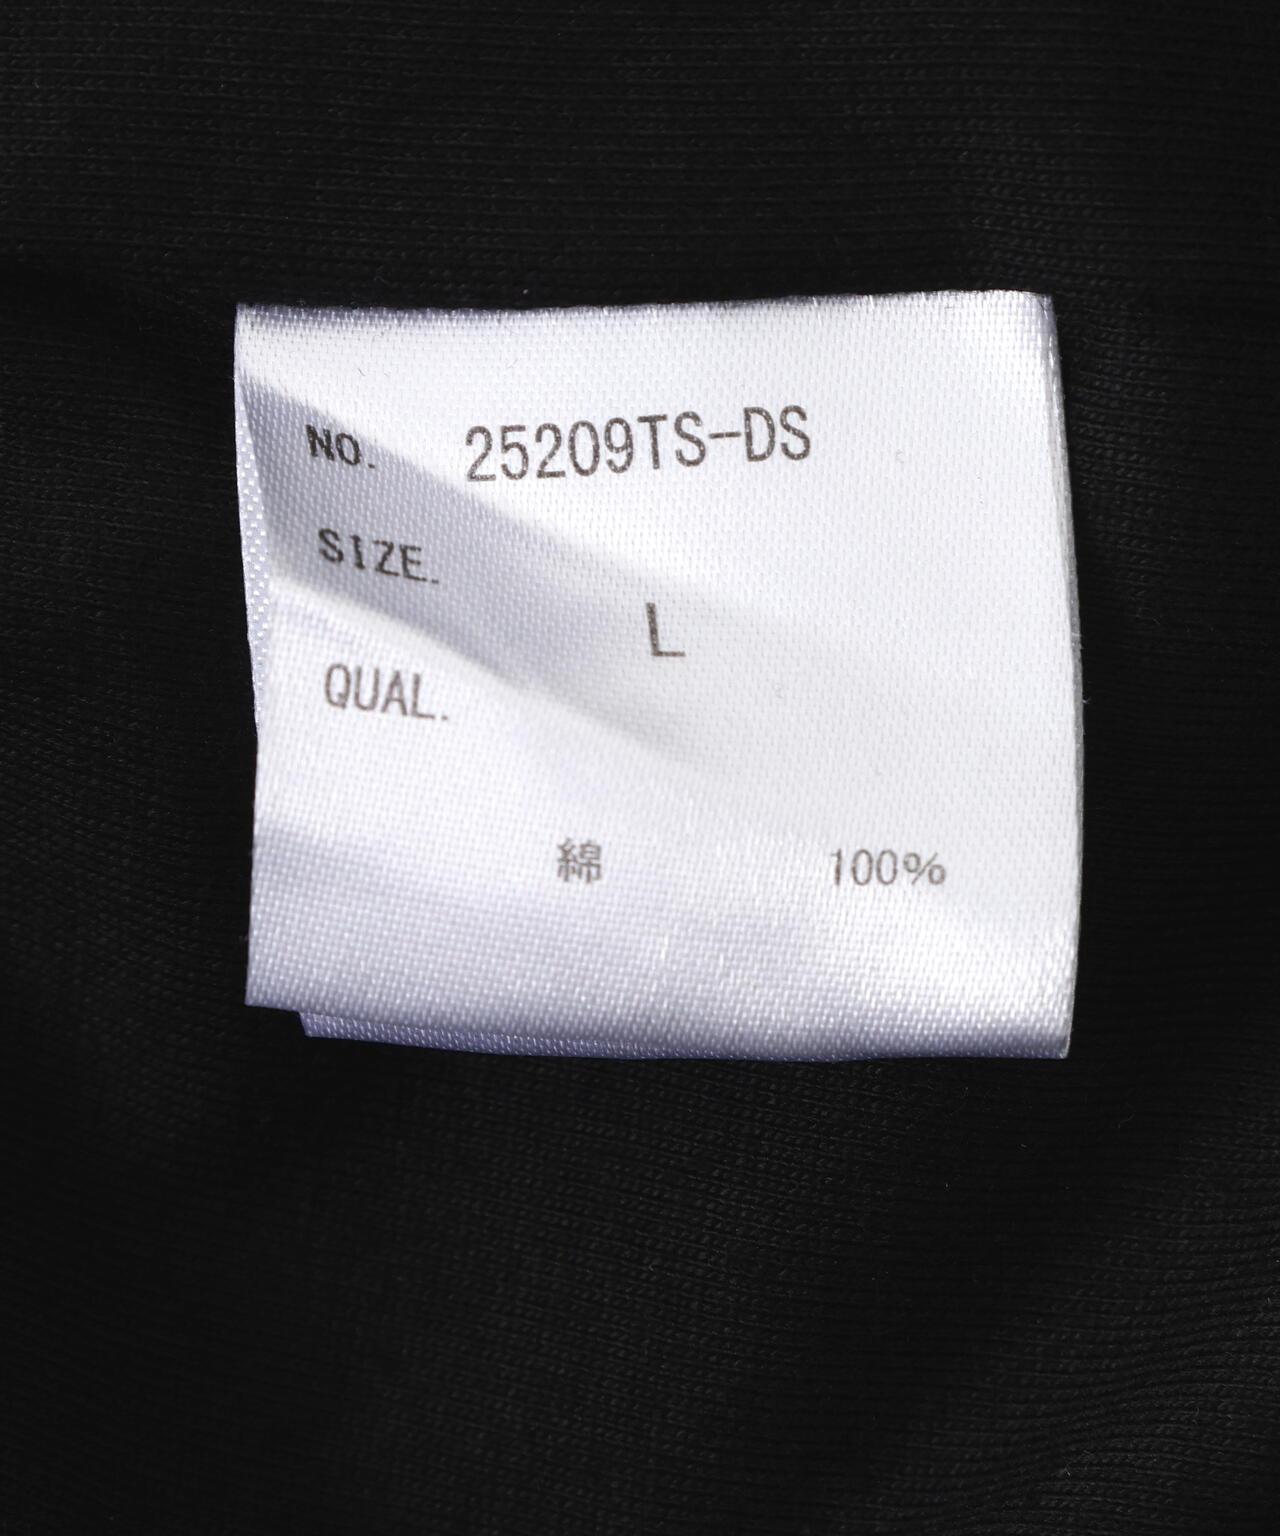 NO. 25209TS-DS
SIZE.
L
QUAL.
綿 100%